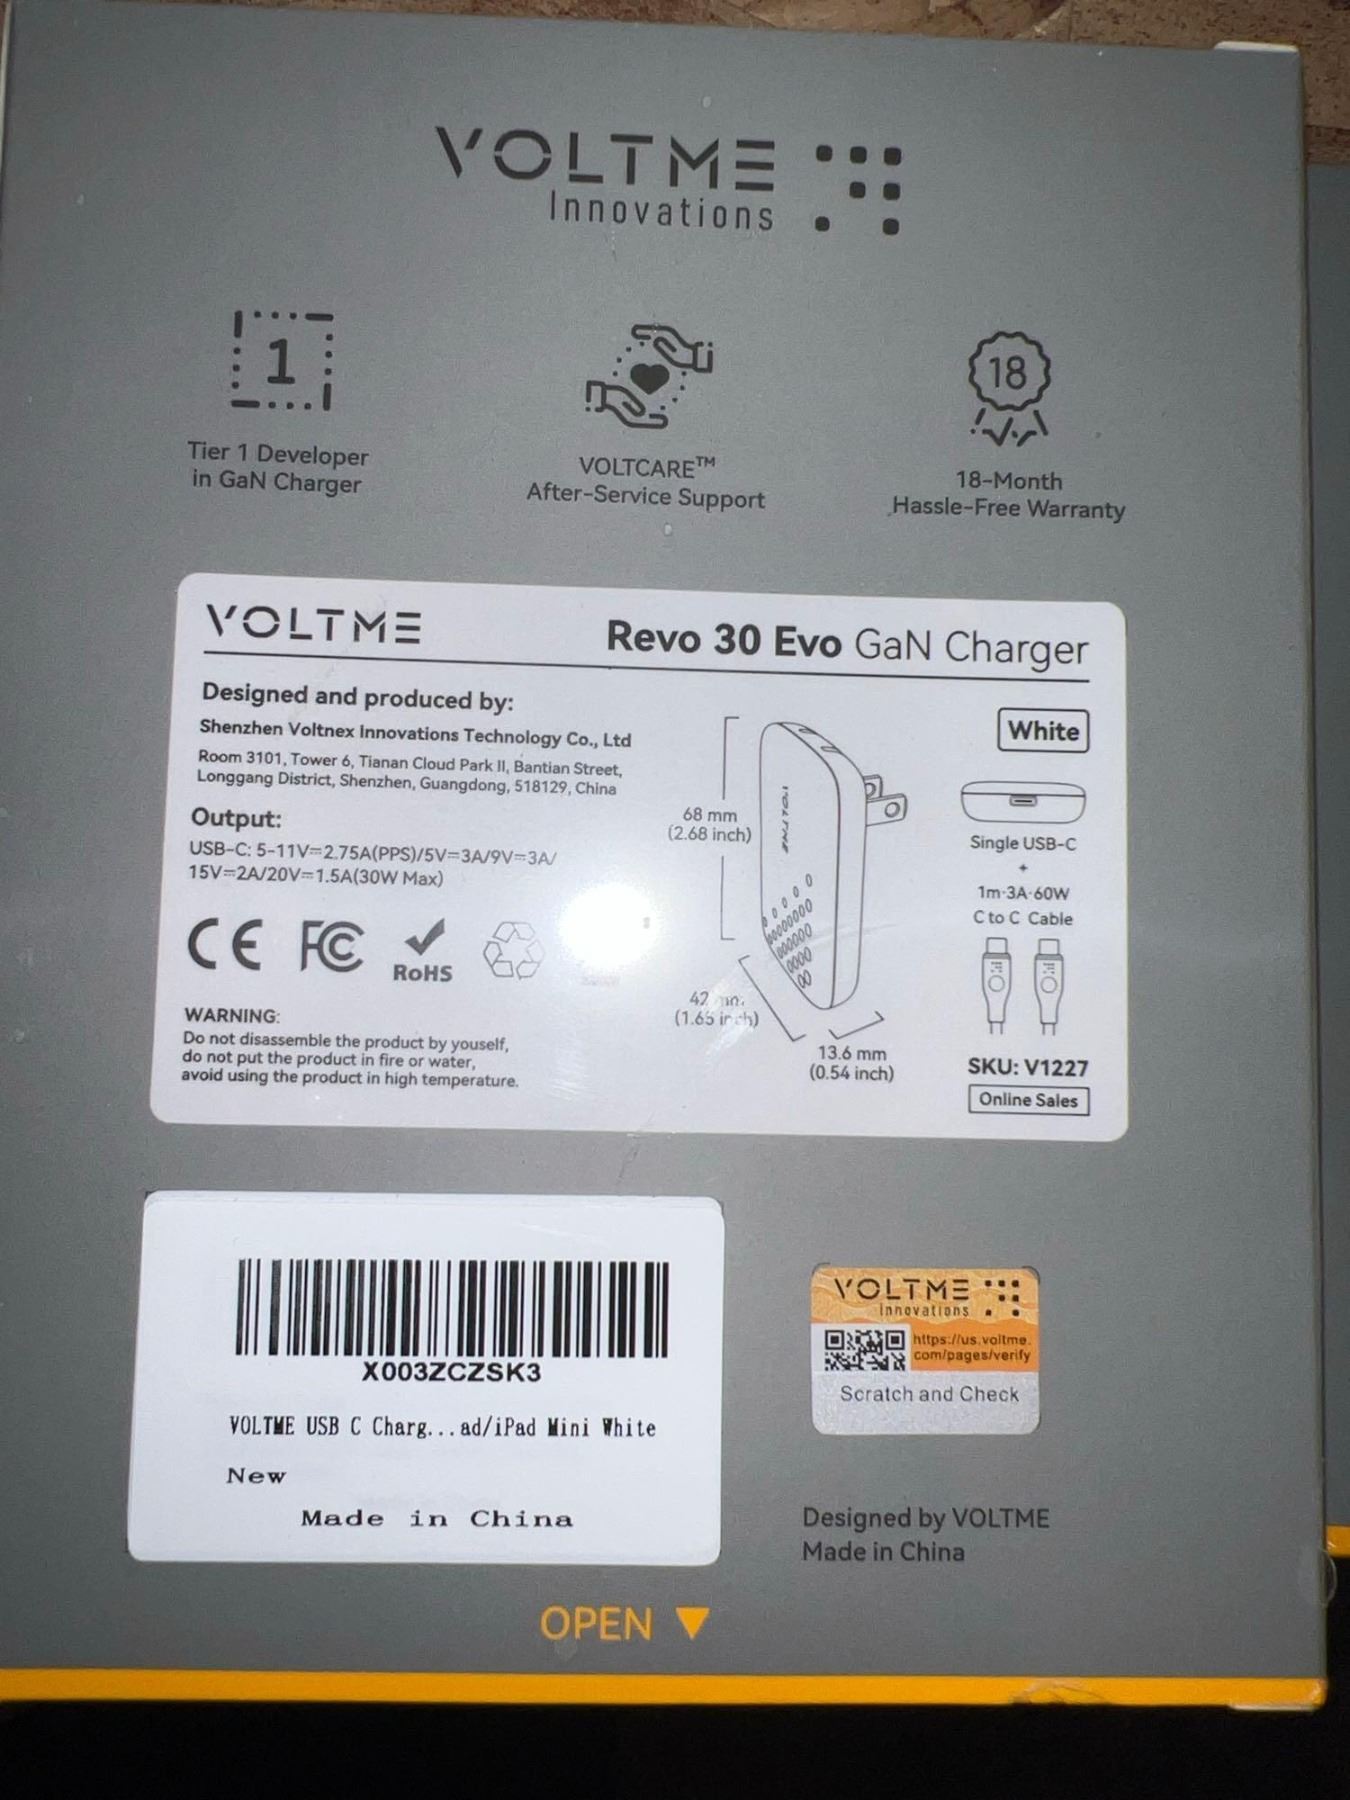 VOLTME
Innovations
1
Tier 1 Developer
in GaN Charger
VOLTCARE™
After-Service Support
18
18-Month
Hassle-Free Warranty
VOLTME
Revo 30 Evo GaN Charger
Designed and produced by:
Shenzhen Voltnex Innovations Technology Co., Ltd
Room 3101, Tower 6, Tianan Cloud Park II, Bantian Street,
Longgang District, Shenzhen, Guangdong, 518129, China
Output:
USB-C: 5-11V⎓2.75A(PPS)/5V⎓3A/9V⎓3A/
15V⎓2A/20V⎓1.5A(30W Max)
CE FC RoHS
WARNING:
Do not disassemble the product by youself,
do not put the product in fire or water,
avoid using the product in high temperature.
VOLTME
68 mm
(2.68 inch)
42
(1.65 inch)
13.6 mm
(0.54 inch)
White
Single USB-C
+
1m·3A·60W
C to C Cable
SKU: V1227
Online Sales
X003ZCZSK3
VOLTME USB C Charg...ad/iPad Mini White
New
Made in China
VOLTME
Innovations
https://us.voltme.
com/pages/verify
Scratch and Check
Designed by VOLTME
Made in China
OPEN